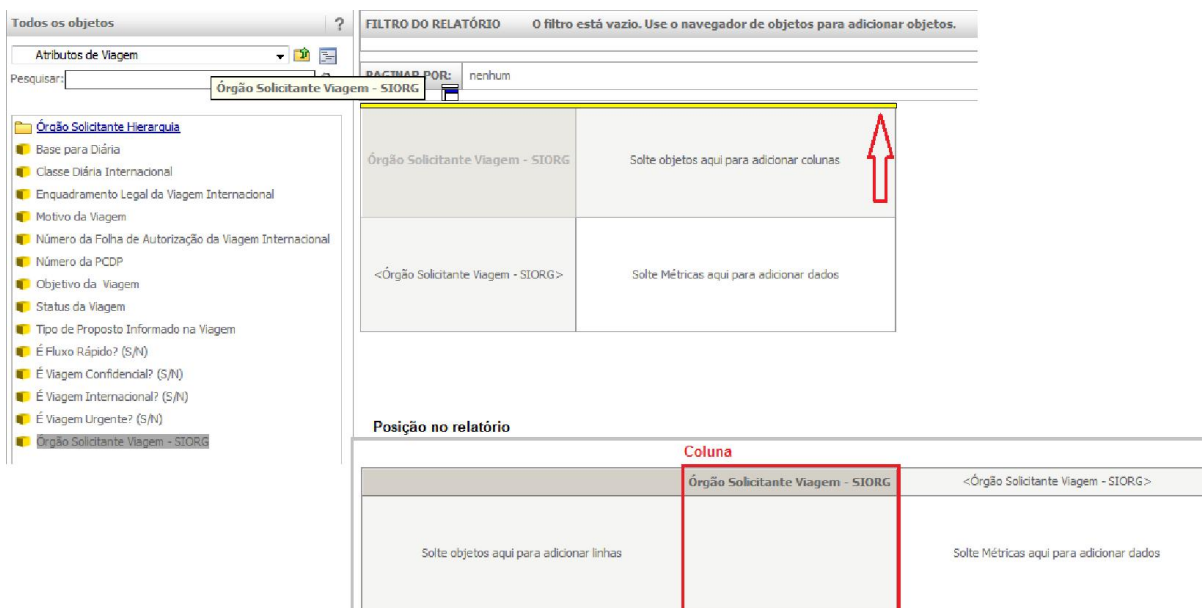 Todos os objetos
?
Atributos de Viagem
Pesquisar:
Órgão Solicitante Viagem - SIORG
Órgão Solicitante Hierarquia
Base para Diária
Classe Diária Internacional
Enquadramento Legal da Viagem Internacional
Motivo da Viagem
Número da Folha de Autorização da Viagem Internacional
Número da PCDP
Objetivo da Viagem
Status da Viagem
Tipo de Proposto Informado na Viagem
É Fluxo Rápido? (S/N)
É Viagem Confidencial? (S/N)
É Viagem Internacional? (S/N)
É Viagem Urgente? (S/N)
Órgão Solicitante Viagem - SIORG
FILTRO DO RELATÓRIO O filtro está vazio. Use o navegador de objetos para adicionar objetos.
PAGINAR POR: nenhum
Órgão Solicitante Viagem - SIORG
Solte objetos aqui para adicionar colunas
<Órgão Solicitante Viagem - SIORG>
Solte Métricas aqui para adicionar dados
Posição no relatório
Coluna
Órgão Solicitante Viagem - SIORG
<Órgão Solicitante Viagem - SIORG>
Solte objetos aqui para adicionar linhas
Solte Métricas aqui para adicionar dados